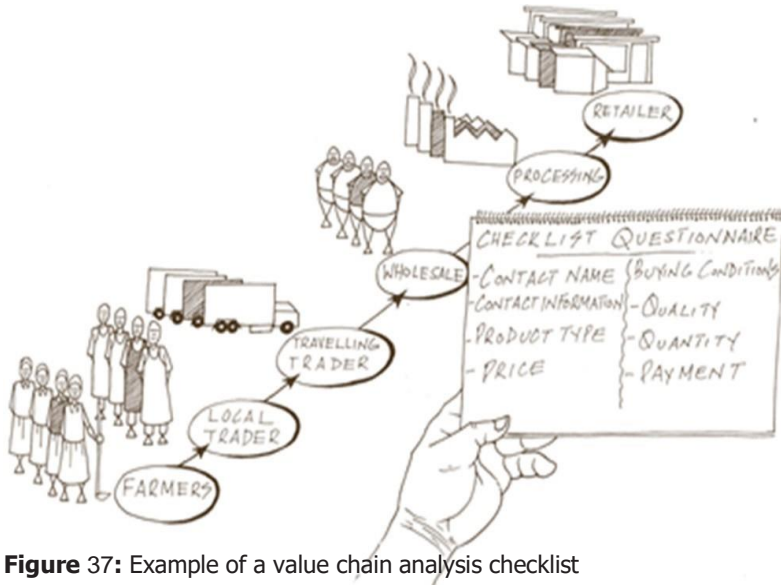 RETAILER
PROCESSING
WHOLESALE
TRAVELLING
TRADER
LOCAL
TRADER
FARMERS
CHECKLIST QUESTIONNAIRE
- CONTACT NAME
- CONTACT INFORMATION
- PRODUCT TYPE
- PRICE
BUYING CONDITIONS
- QUALITY
- QUANTITY
- PAYMENT
Figure 37: Example of a value chain analysis checklist